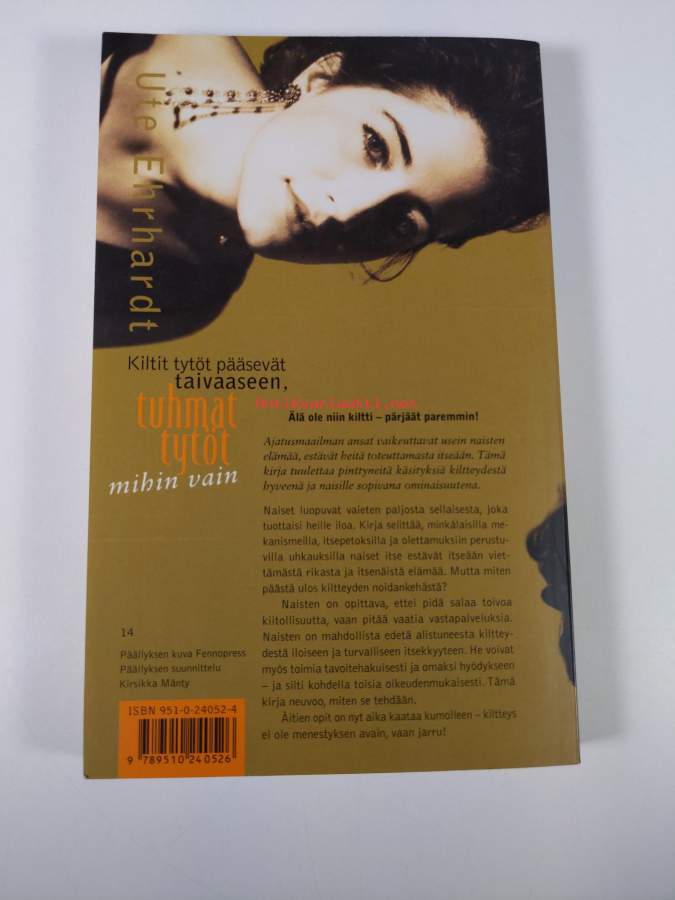 Ute Ehrhardt
Kiltit tytöt pääsevät
taivaaseen,
tuhmat
tytöt
mihin vain
Älä ole niin kiltti – pärjäät paremmin!
Ajatusmaailman ansat vaikeuttavat usein naisten
elämää, estävät heitä toteuttamasta itseään. Tämä
kirja tuulettaa pinttyneitä käsityksiä kiltteydestä
hyveenä ja naisille sopivana ominaisuutena.
Naiset luopuvat vaieten paljosta sellaisesta, joka
tuottaisi heille iloa. Kirja selittää, minkälaisilla me-
kanismeilla, itsepetoksilla ja olettamuksiin perustu-
villa uhkauksilla naiset itse estävät itseään viet-
tämästä rikasta ja itsenäistä elämää. Mutta miten
päästä ulos kiltteyden noidankehästä?
Naisten on opittava, ettei pidä salaa toivoa
kiitollisuutta, vaan pitää vaatia vastapalveluksia.
Naisten on mahdollista edetä alistuneesta kilttey-
destä iloiseen ja turvalliseen itsekkyyteen. He voivat
myös toimia tavoitehakuisesti ja omaksi hyödykseen
– ja silti kohdella toisia oikeudenmukaisesti. Tämä
kirja neuvoo, miten se tehdään.
Äitien opit on nyt aika kaataa kumolleen – kiltteys
ei ole menestyksen avain, vaan jarru!
14
Päällyksen kuva Fennopress
Päällyksen suunnittelu
Kirsikka Mänty
ISBN 951-0-24052-4
9 789510 240526